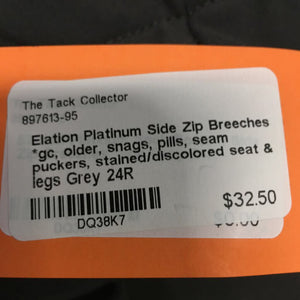 The Tack Collector
897613-95
Elation Platinum Side Zip Breeches
*gc, older, snags, pills, seam
puckers, stained/discolored seat &
legs Grey 24R
$32.50
DQ38K7